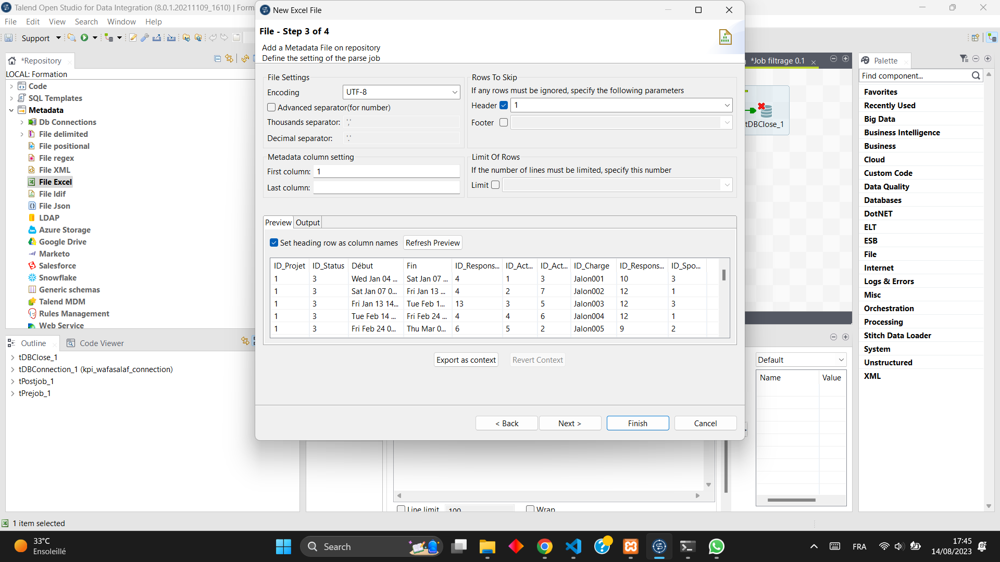 Talend Open Studio for Data Integration (8.0.1.20211109_1610) | Forma
File Edit View Search Window Help
Support
*Repository
LOCAL: Formation
Code
SQL Templates
Metadata
Db Connections
File delimited
File positional
File regex
File XML
File Excel
File ldif
File Json
LDAP
Azure Storage
Google Drive
Marketo
Salesforce
Snowflake
Generic schemas
Talend MDM
Rules Management
Web Service
Outline
Code Viewer
tDBClose_1
tDBConnection_1 (kpi_wafasalaf_connection)
tPostjob_1
tPrejob_1
1 item selected
New Excel File
File - Step 3 of 4
Add a Metadata File on repository
Define the setting of the parse job
File Settings
Encoding UTF-8
Advanced separator(for number)
Thousands separator: ','
Decimal separator: '.'
Rows To Skip
If any rows must be ignored, specify the following parameters
Header 1
Footer
Metadata column setting
First column: 1
Last column:
Limit Of Rows
If the number of lines must be limited, specify this number
Limit
Preview Output
Set heading row as column names Refresh Preview
ID_Projet ID_Status Début Fin ID_Respons... ID_Act... ID_Act... ID_Charge ID_Respons... ID_Spo...
1 3 Wed Jan 04 ... Sat Jan 07 ... 4 1 3 Jalon001 10 3
1 3 Sat Jan 07 0... Fri Jan 13 ... 4 2 7 Jalon002 12 1
1 3 Fri Jan 13 14... Tue Feb 1... 13 3 5 Jalon003 12 3
1 3 Tue Feb 14 ... Fri Feb 24 ... 4 4 6 Jalon004 12 1
1 3 Fri Feb 24 0... Thu Mar 0... 6 5 2 Jalon005 9 2
Export as context Revert Context
< Back Next > Finish Cancel
Line limit 100 Wrap
*Job filtrage 0.1
tDBClose_1
Default
Name Value
Palette
Find component...
Favorites
Recently Used
Big Data
Business Intelligence
Business
Cloud
Custom Code
Data Quality
Databases
DotNET
ELT
ESB
File
Internet
Logs & Errors
Misc
Orchestration
Processing
Stitch Data Loader
System
Unstructured
XML
33°C
Ensoleillé
Search
FRA
17:45
14/08/2023